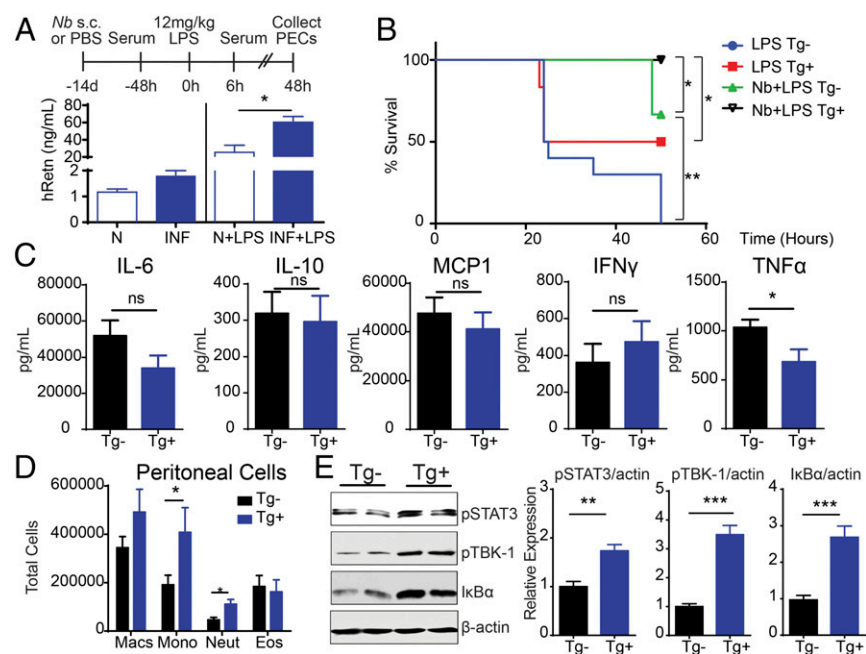 A
Nb s.c. 12mg/kg Collect
or PBS Serum LPS Serum PECs
-14d -48h 0h 6h 48h
hRetn (ng/mL)
80
60
40
20
2
1
0
*
N INF N+LPS INF+LPS
B
% Survival
100
50
0
0 20 40 60 Time (Hours)
* * **
LPS Tg-
LPS Tg+
Nb+LPS Tg-
Nb+LPS Tg+
C
IL-6
pg/mL
80000
60000
40000
20000
0
ns
Tg- Tg+
IL-10
pg/mL
400
300
200
100
0
ns
Tg- Tg+
MCP1
pg/mL
60000
40000
20000
0
ns
Tg- Tg+
IFNγ
pg/mL
800
600
400
200
0
ns
Tg- Tg+
TNFα
pg/mL
1500
1000
500
0
*
Tg- Tg+
D
Peritoneal Cells
Total Cells
600000
400000
200000
0
Tg-
Tg+
* *
Macs Mono Neut Eos
E
Tg- Tg+
pSTAT3
pTBK-1
IκBα
β-actin
Relative Expression
pSTAT3/actin
3
2
1
0
**
Tg- Tg+
pTBK-1/actin
5
4
3
2
1
0
***
Tg- Tg+
IκBα/actin
4
3
2
1
0
***
Tg- Tg+